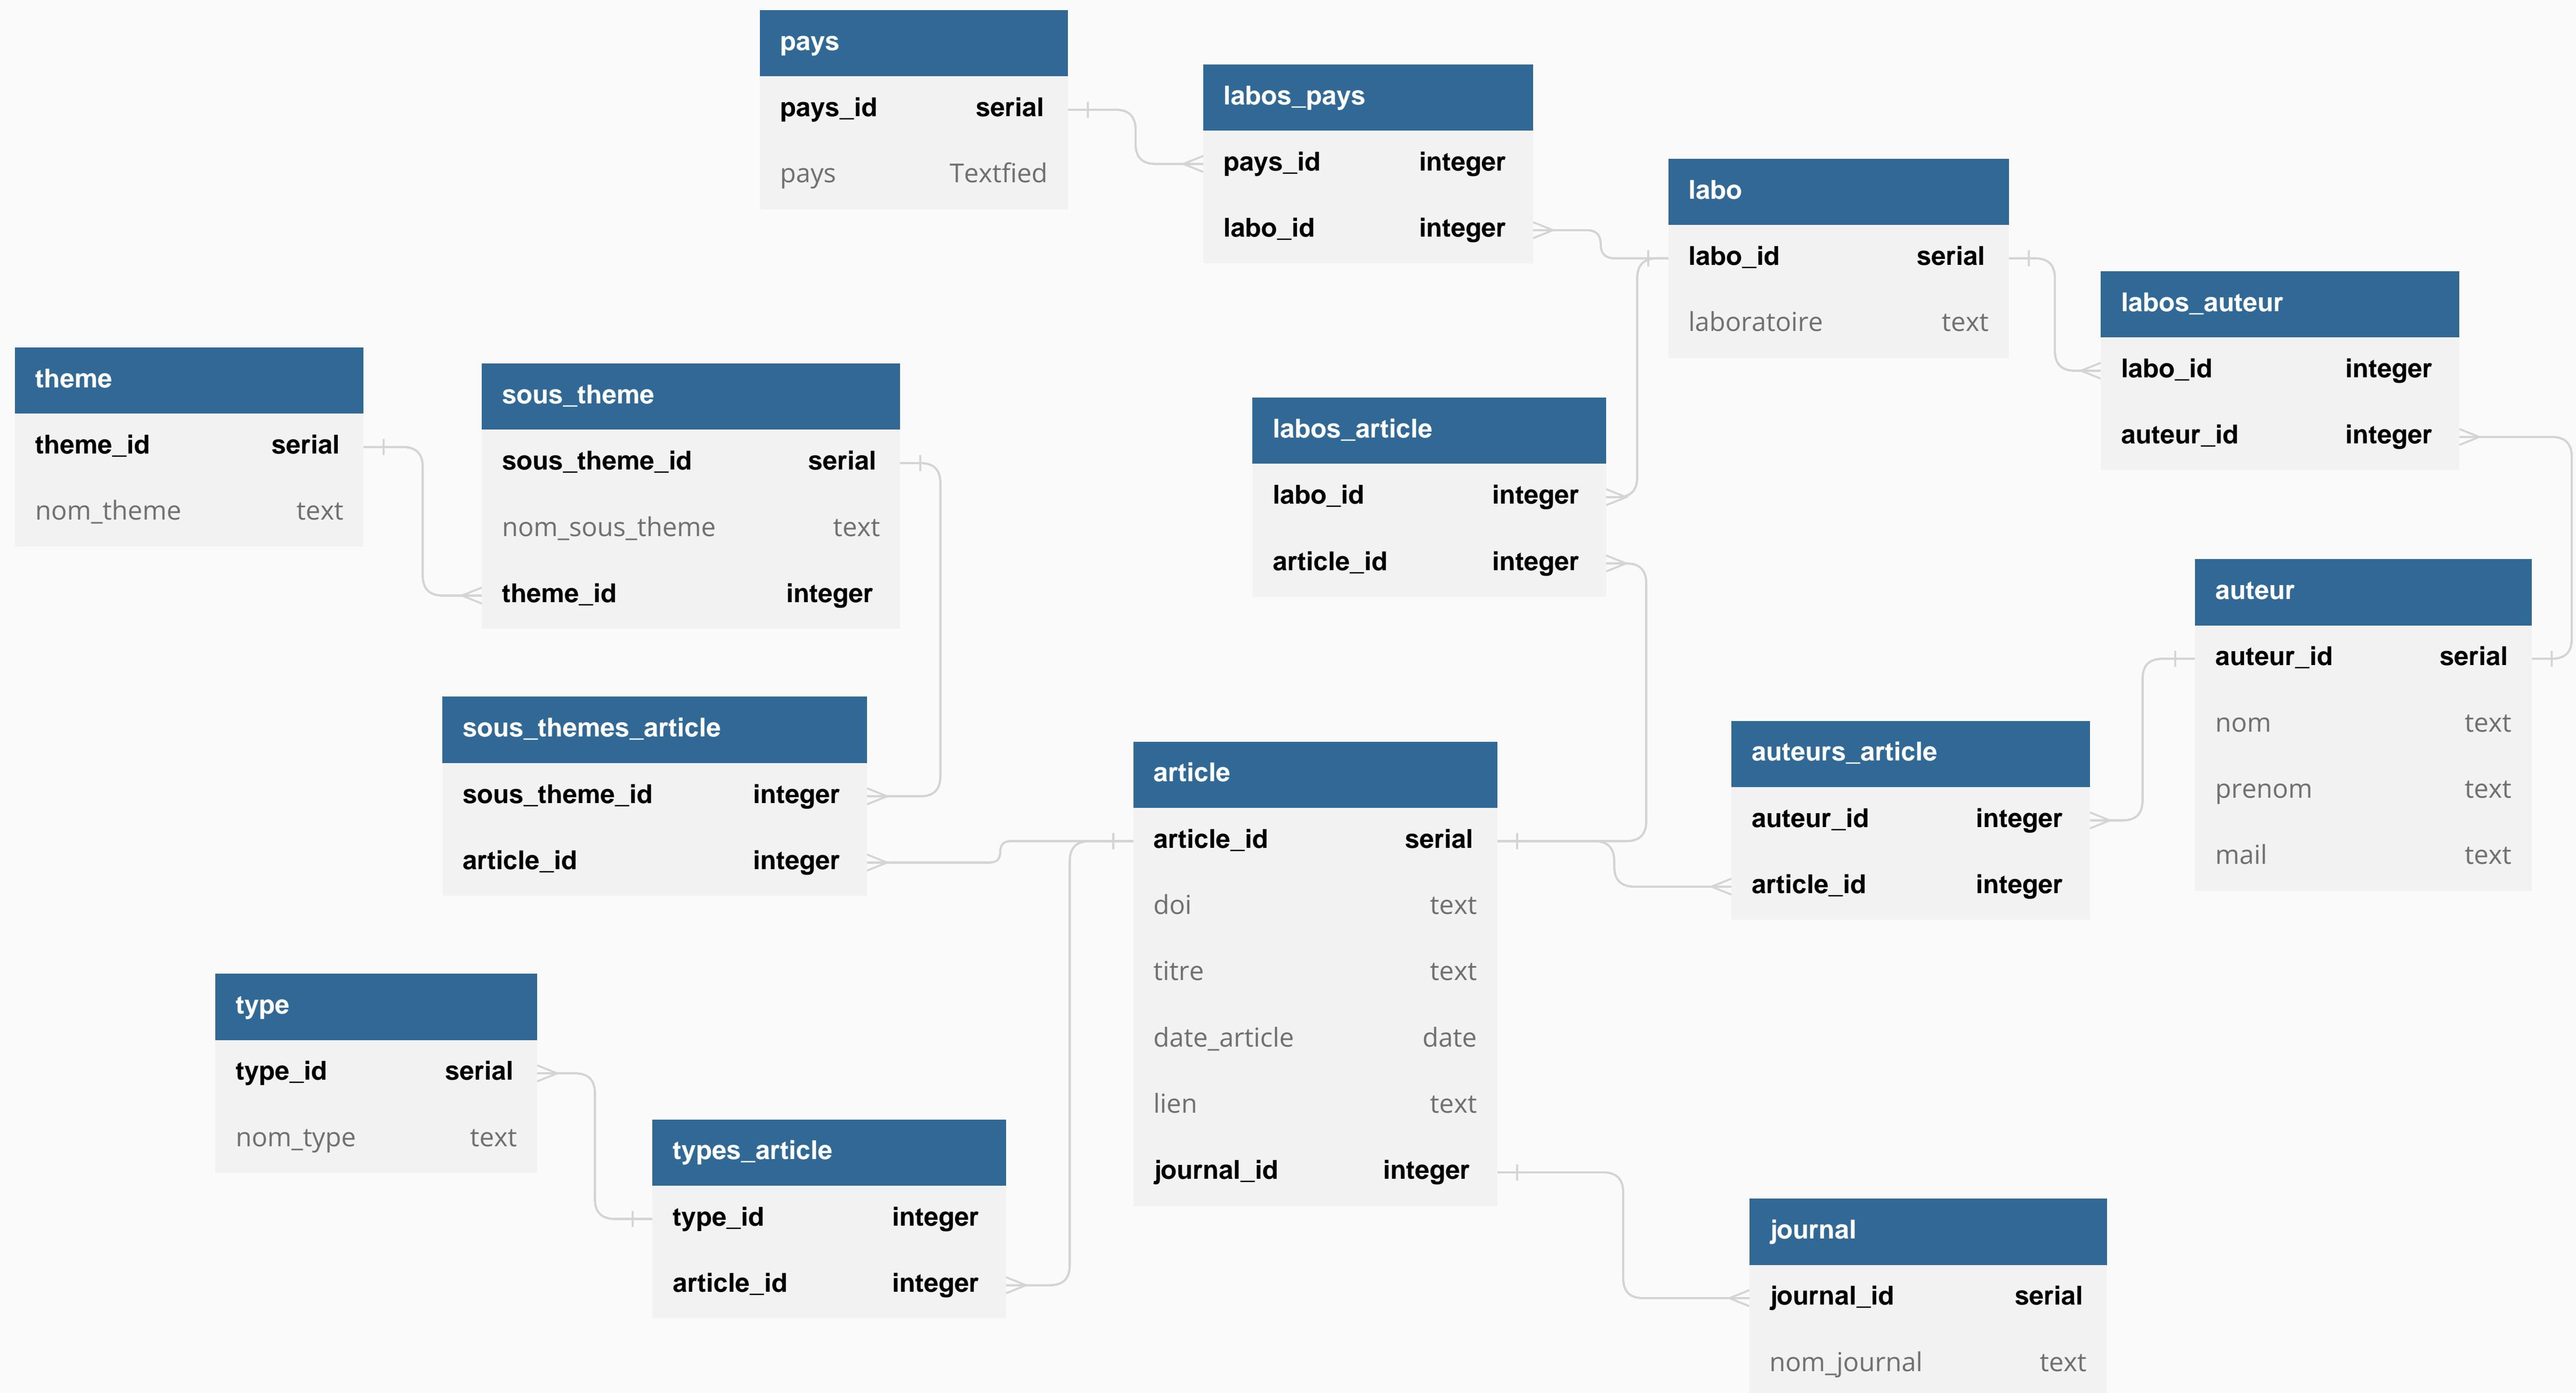 pays
pays_id serial
pays Textfied
labos_pays
pays_id integer
labo_id integer
labo
labo_id serial
laboratoire text
labos_auteur
labo_id integer
auteur_id integer
theme
theme_id serial
nom_theme text
sous_theme
sous_theme_id serial
nom_sous_theme text
theme_id integer
labos_article
labo_id integer
article_id integer
auteur
auteur_id serial
nom text
prenom text
mail text
sous_themes_article
sous_theme_id integer
article_id integer
article
article_id serial
doi text
titre text
date_article date
lien text
journal_id integer
auteurs_article
auteur_id integer
article_id integer
type
type_id serial
nom_type text
types_article
type_id integer
article_id integer
journal
journal_id serial
nom_journal text